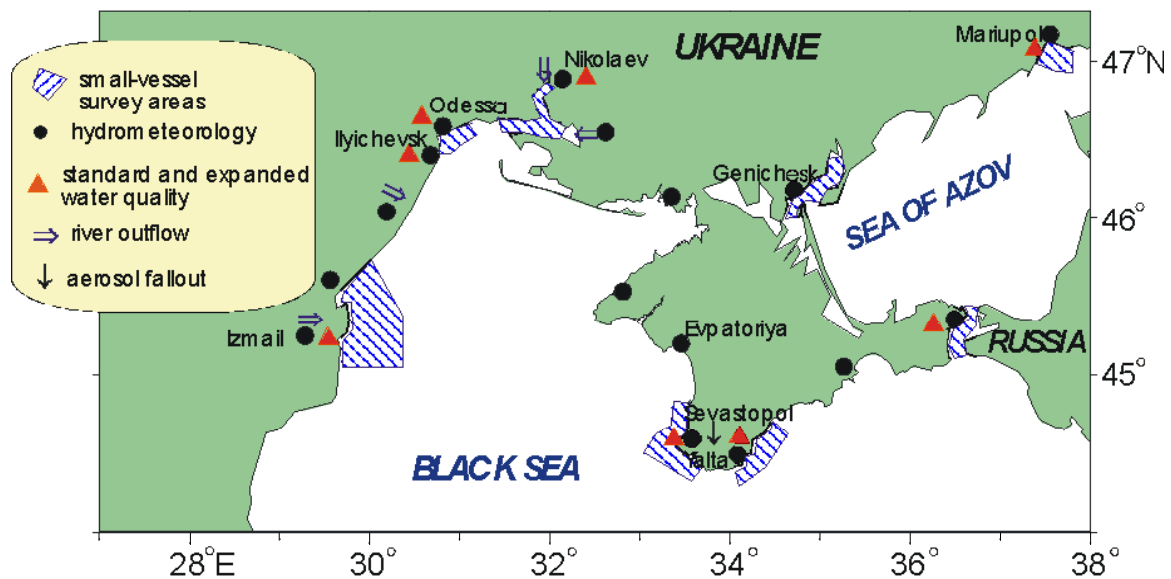 small-vessel
survey areas
hydrometeorology
standard and expanded
water quality
river outflow
aerosol fallout
UKRAINE
Mariupol
Nikolaev
Odessa
Ilyichevsk
Genichesk
SEA OF AZOV
Izmail
Evpatoriya
RUSSIA
Sevastopol
Yalta
BLACK SEA
47°N
46°
45°
28°E
30°
32°
34°
36°
38°